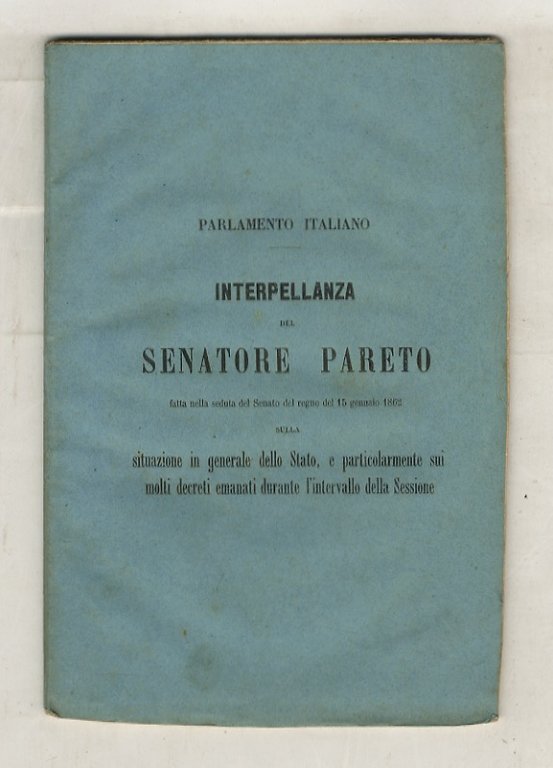 PARLAMENTO ITALIANO
INTERPELLANZA
DEL
SENATORE PARETO
fatta nella seduta del Senato del regno del 15 gennaio 1862
SULLA
situazione in generale dello Stato, e particolarmente sui
molti decreti emanati durante l'intervallo della Sessione